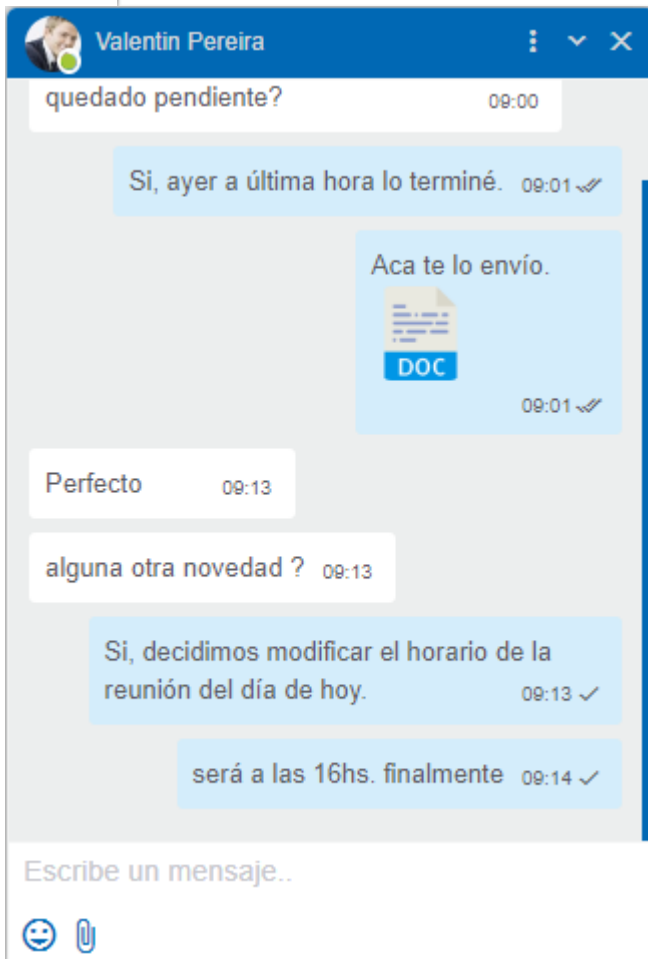 Valentin Pereira
quedado pendiente? 09:00
Si, ayer a última hora lo terminé. 09:01
Aca te lo envío.
DOC
09:01
Perfecto 09:13
alguna otra novedad ? 09:13
Si, decidimos modificar el horario de la
reunión del día de hoy. 09:13
será a las 16hs. finalmente 09:14
Escribe un mensaje..